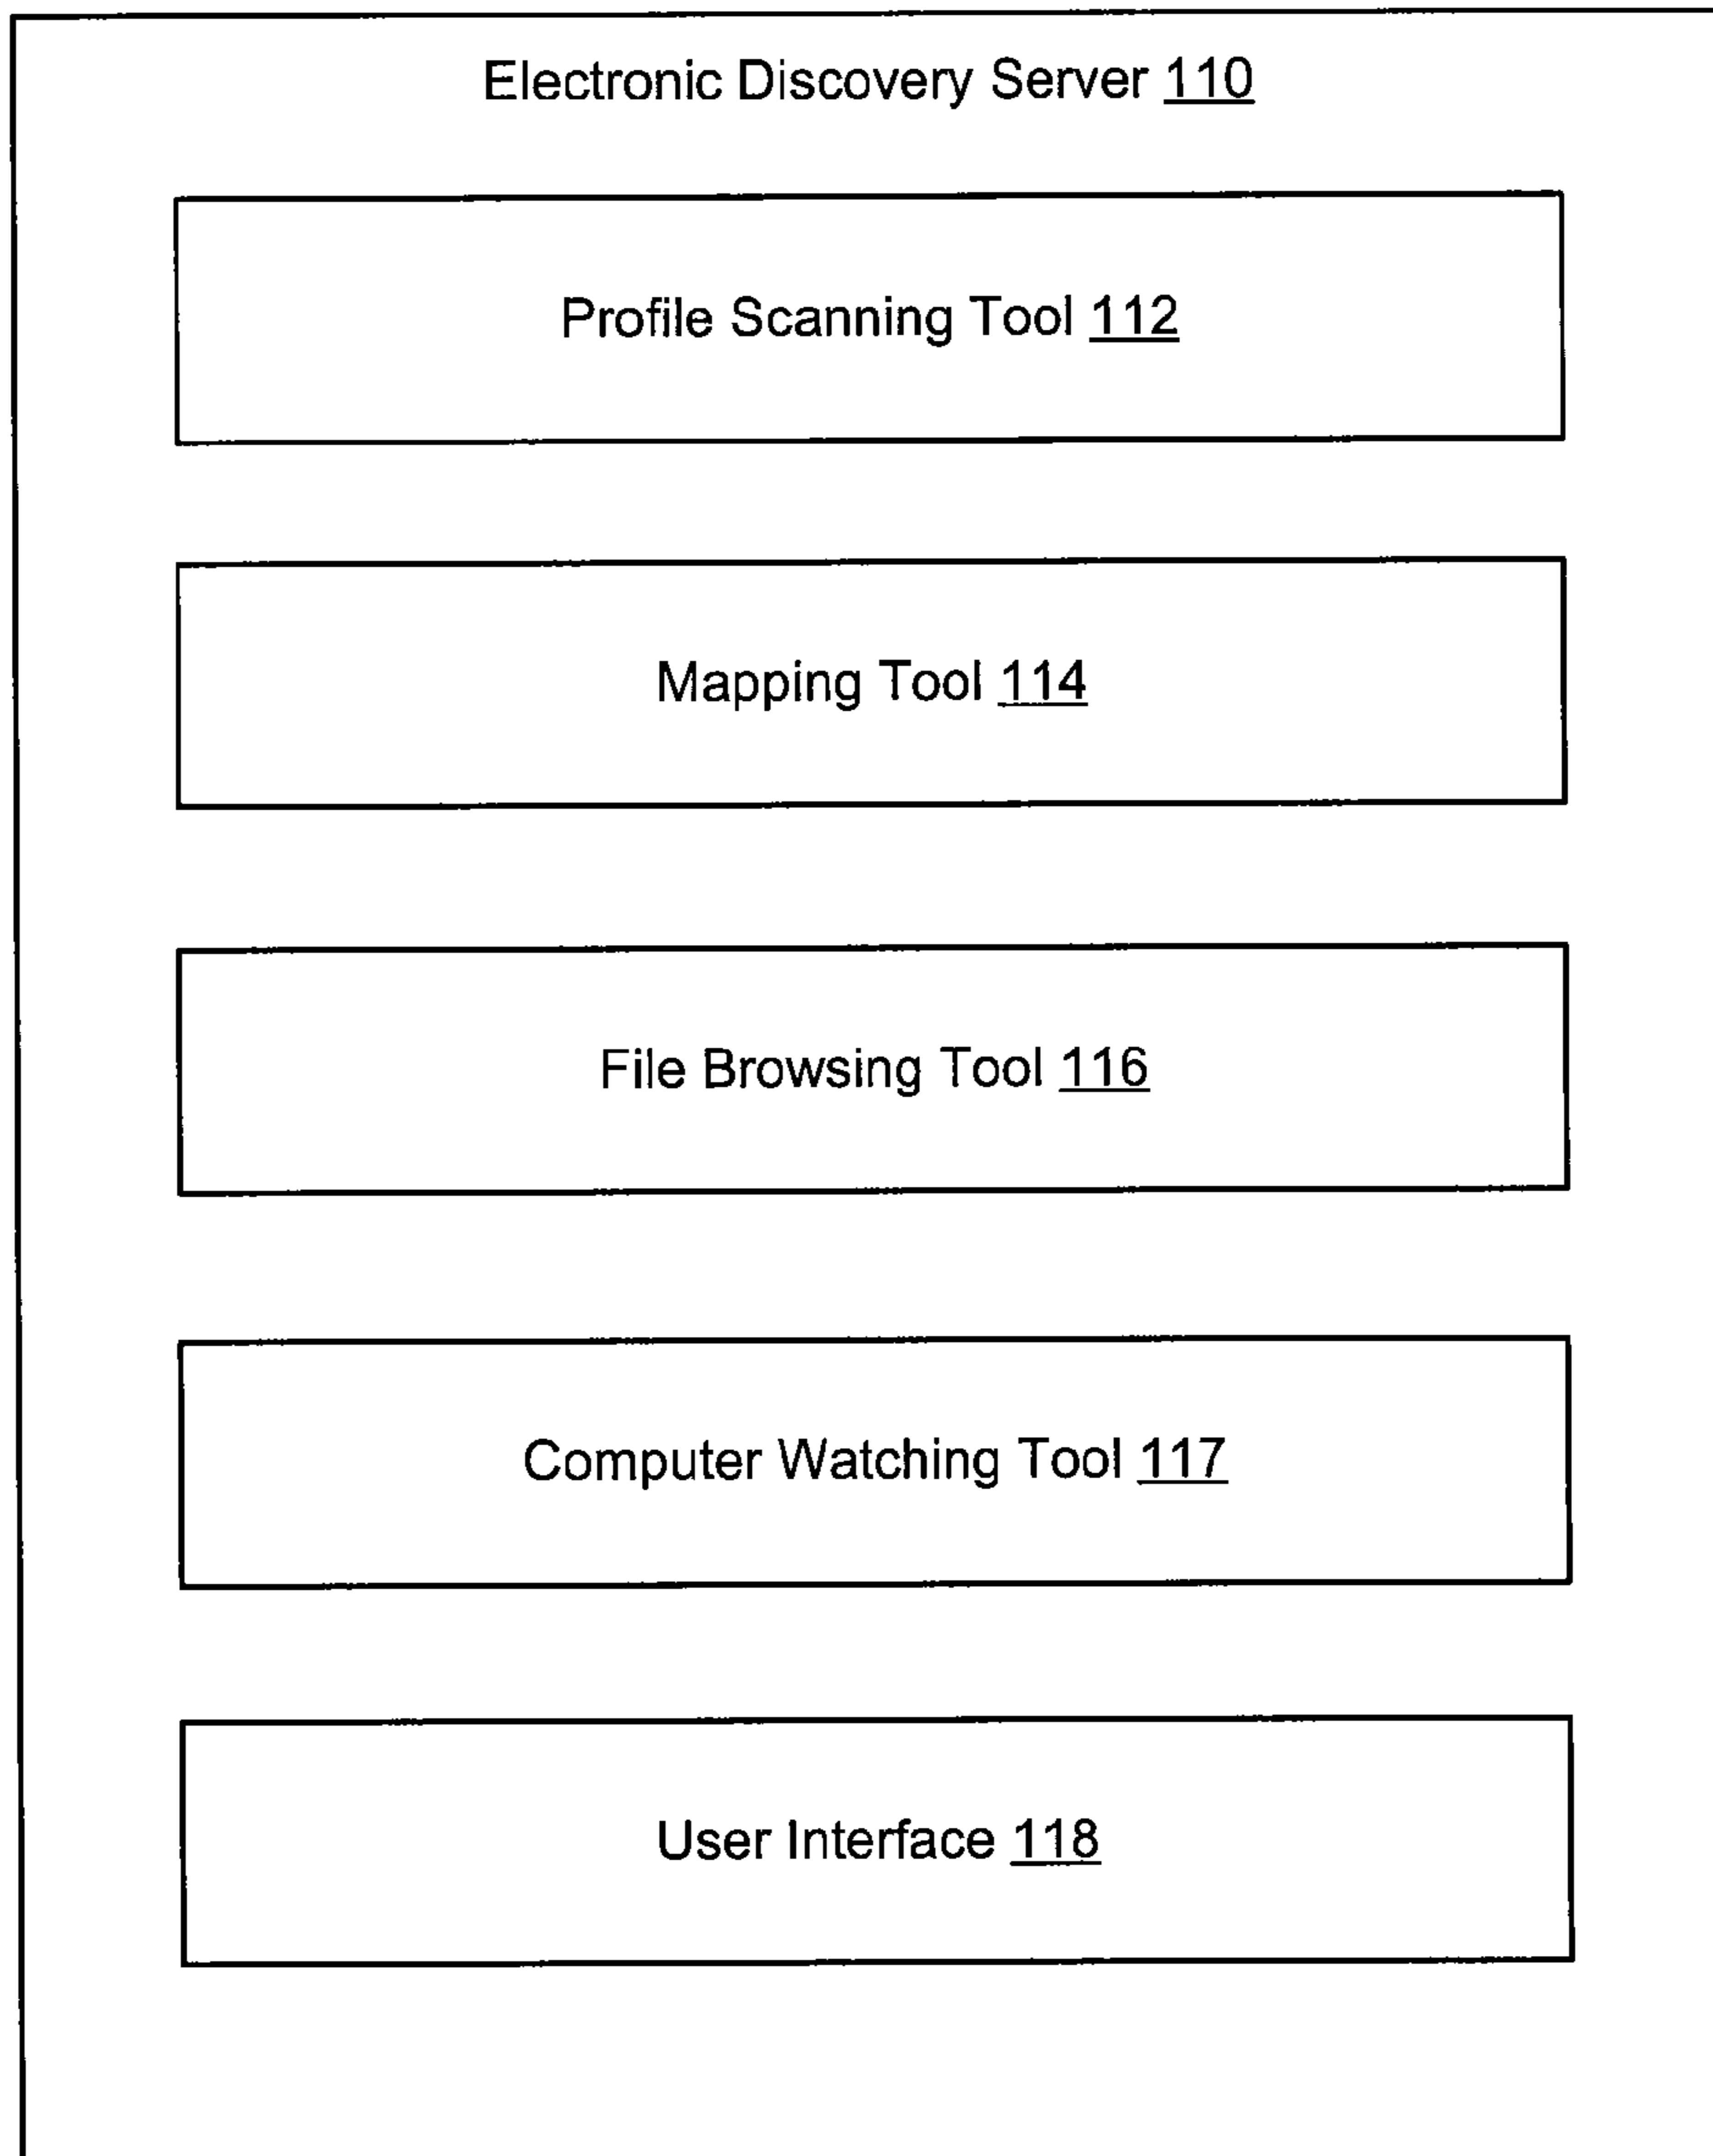 Electronic Discovery Server 110
Profile Scanning Tool 112
Mapping Tool 114
File Browsing Tool 116
Computer Watching Tool 117
User Interface 118